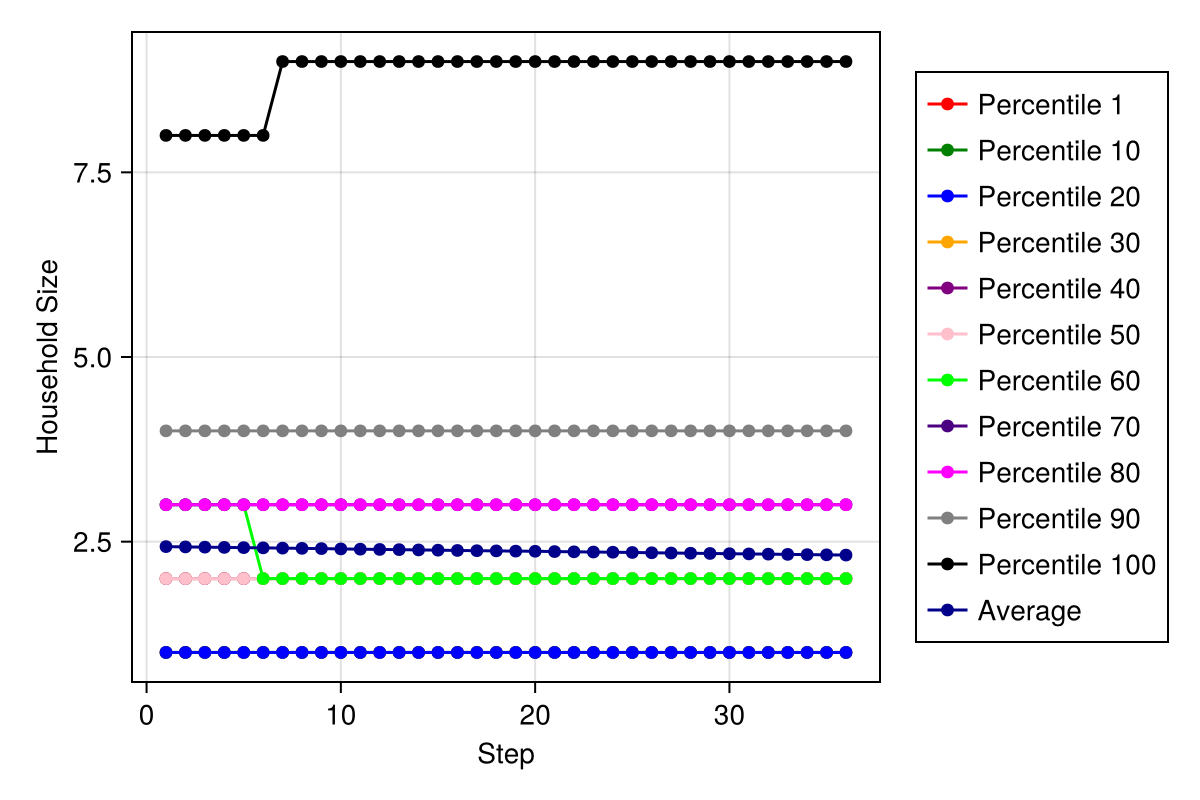 7.5
5.0
2.5
Household Size
0 10 20 30
Step
Percentile 1
Percentile 10
Percentile 20
Percentile 30
Percentile 40
Percentile 50
Percentile 60
Percentile 70
Percentile 80
Percentile 90
Percentile 100
Average